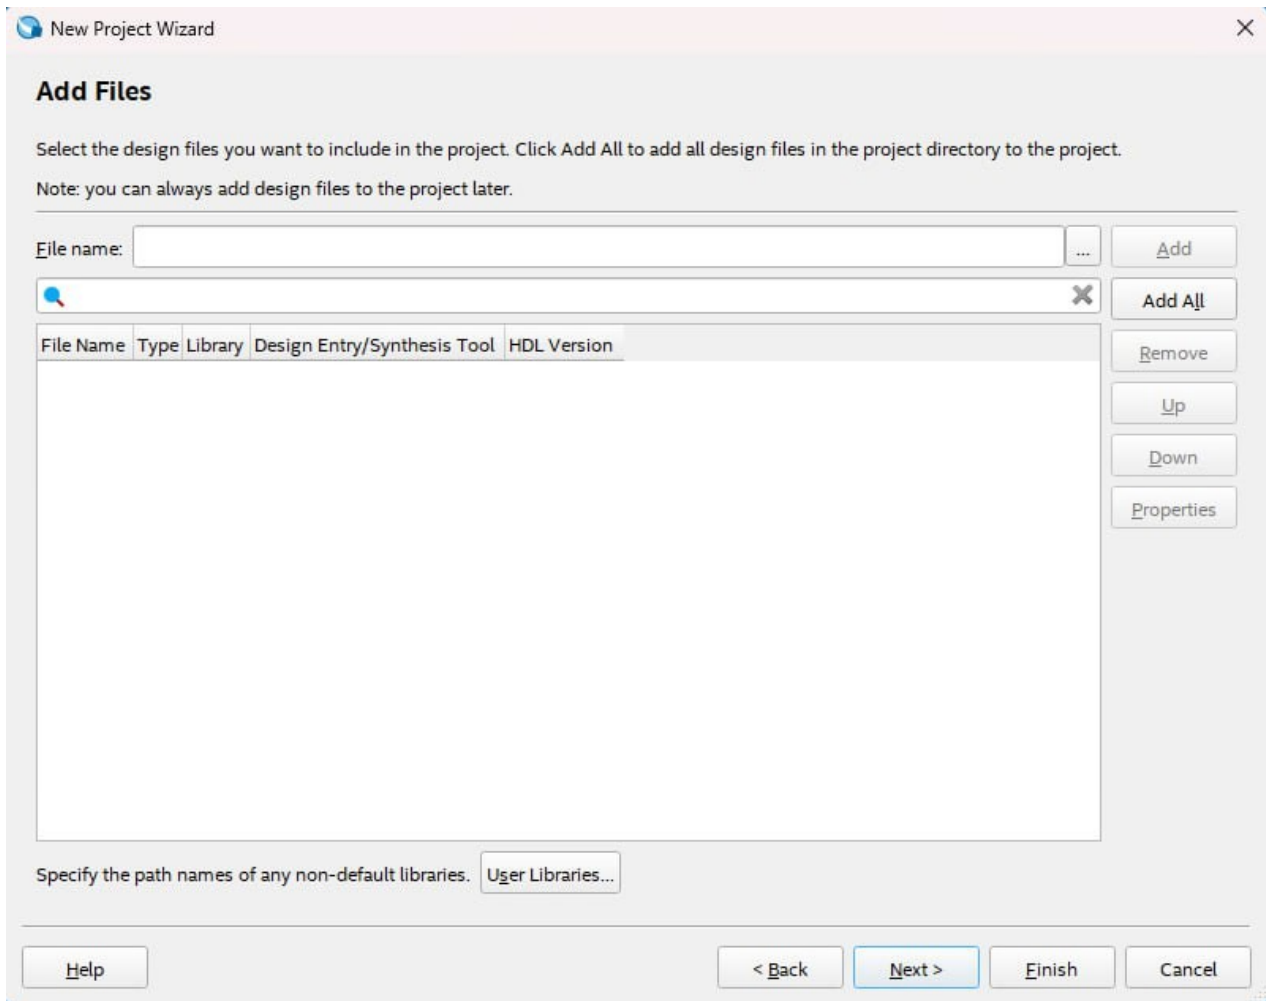 New Project Wizard
Add Files
Select the design files you want to include in the project. Click Add All to add all design files in the project directory to the project.
Note: you can always add design files to the project later.
File name: ... Add
Add All
File Name Type Library Design Entry/Synthesis Tool HDL Version
Remove
Up
Down
Properties
Specify the path names of any non-default libraries. User Libraries...
Help < Back Next > Finish Cancel